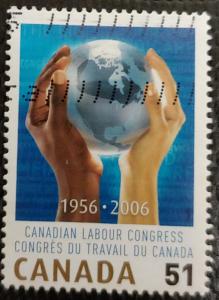 1956 • 2006
CANADIAN LABOUR CONGRESS
CONGRÈS DU TRAVAIL DU CANADA
CANADA 51